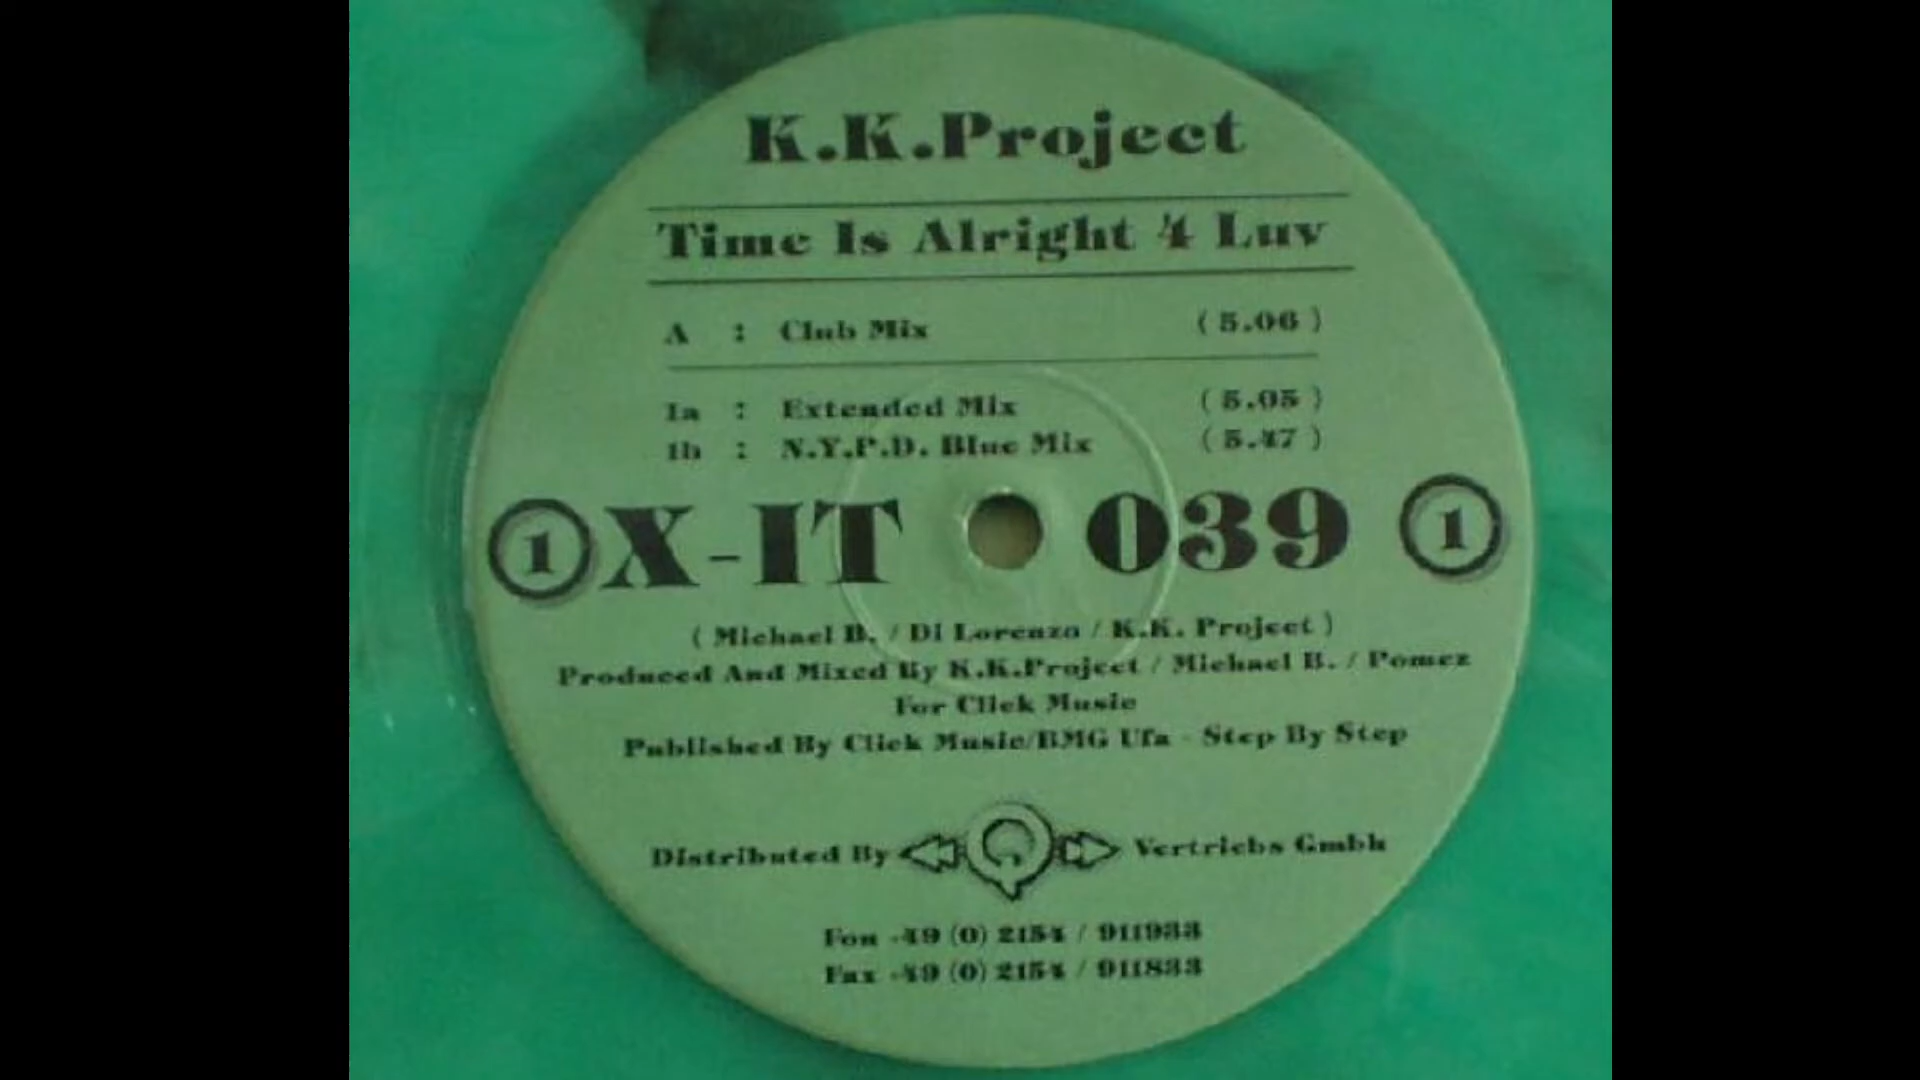 K.K.Project
Time Is Alright 4 Luv
A : Club Mix ( 5.06 )
1a : Extended Mix ( 5.05 )
1b : N.Y.P.D. Blue Mix ( 5.47 )
1 X-IT 039 1
( Michael B. / Di Lorenzo / K.K. Project )
Produced And Mixed By K.K.Project / Michael B. / Pomez
For Click Music
Published By Click Music/BMG Ufa - Step By Step
Distributed By Vertriebs Gmbh
Fon +49 (0) 2154 / 911933
Fax +49 (0) 2154 / 911833